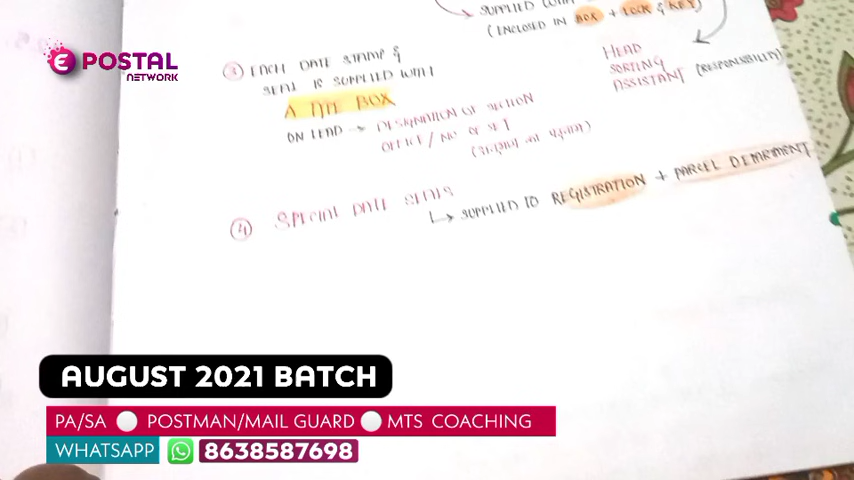 SUPPLIED WITH
(ENCLOSED IN BOX + LOCK & KEY)
HEAD
SORTING
ASSISTANT (RESPONSIBILITY)
e POSTAL
NETWORK
③ EACH DATE STAMP &
SEAL IS SUPPLIED WITH
A TYPE BOX
ON LEAD → DESIGNATION OF SECTION
OFFICE / NO OF SET
④ SPECIAL DATE SEALS
↳ SUPPLIED TO REGISTRATION + PARCEL DEPARTMENT
AUGUST 2021 BATCH
PA/SA POSTMAN/MAIL GUARD MTS COACHING
WHATSAPP 8638587698